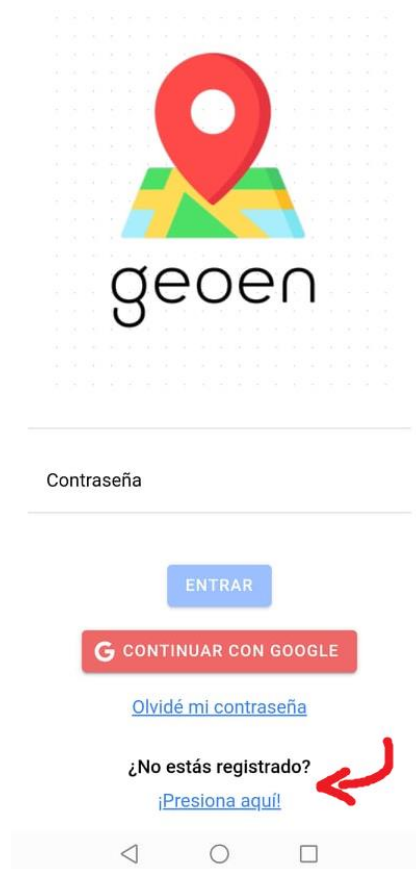 geoen
Contraseña
ENTRAR
CONTINUAR CON GOOGLE
Olvidé mi contraseña
¿No estás registrado?
¡Presiona aquí!